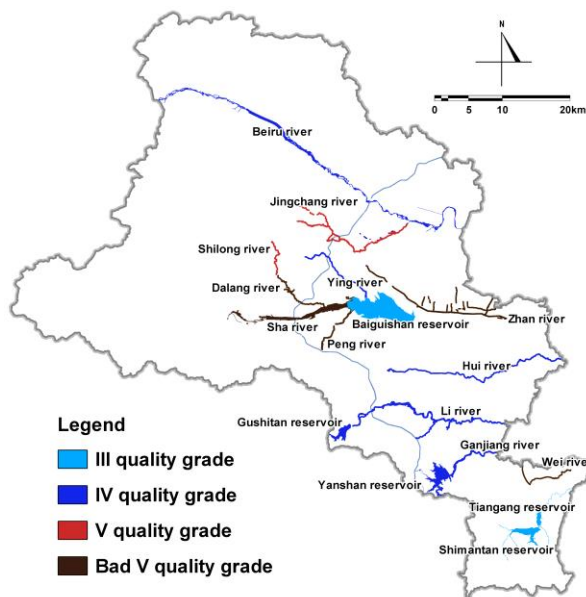 N
0 5 10 20km
Beiru river
Jingchang river
Shilong river
Dalang river
Ying river
Sha river
Baiguishan reservoir
Zhan river
Peng river
Hui river
Gushitan reservoir
Li river
Ganjiang river
Yanshan reservoir
Wei river
Tiangang reservoir
Shimantan reservoir
Legend
III quality grade
IV quality grade
V quality grade
Bad V quality grade